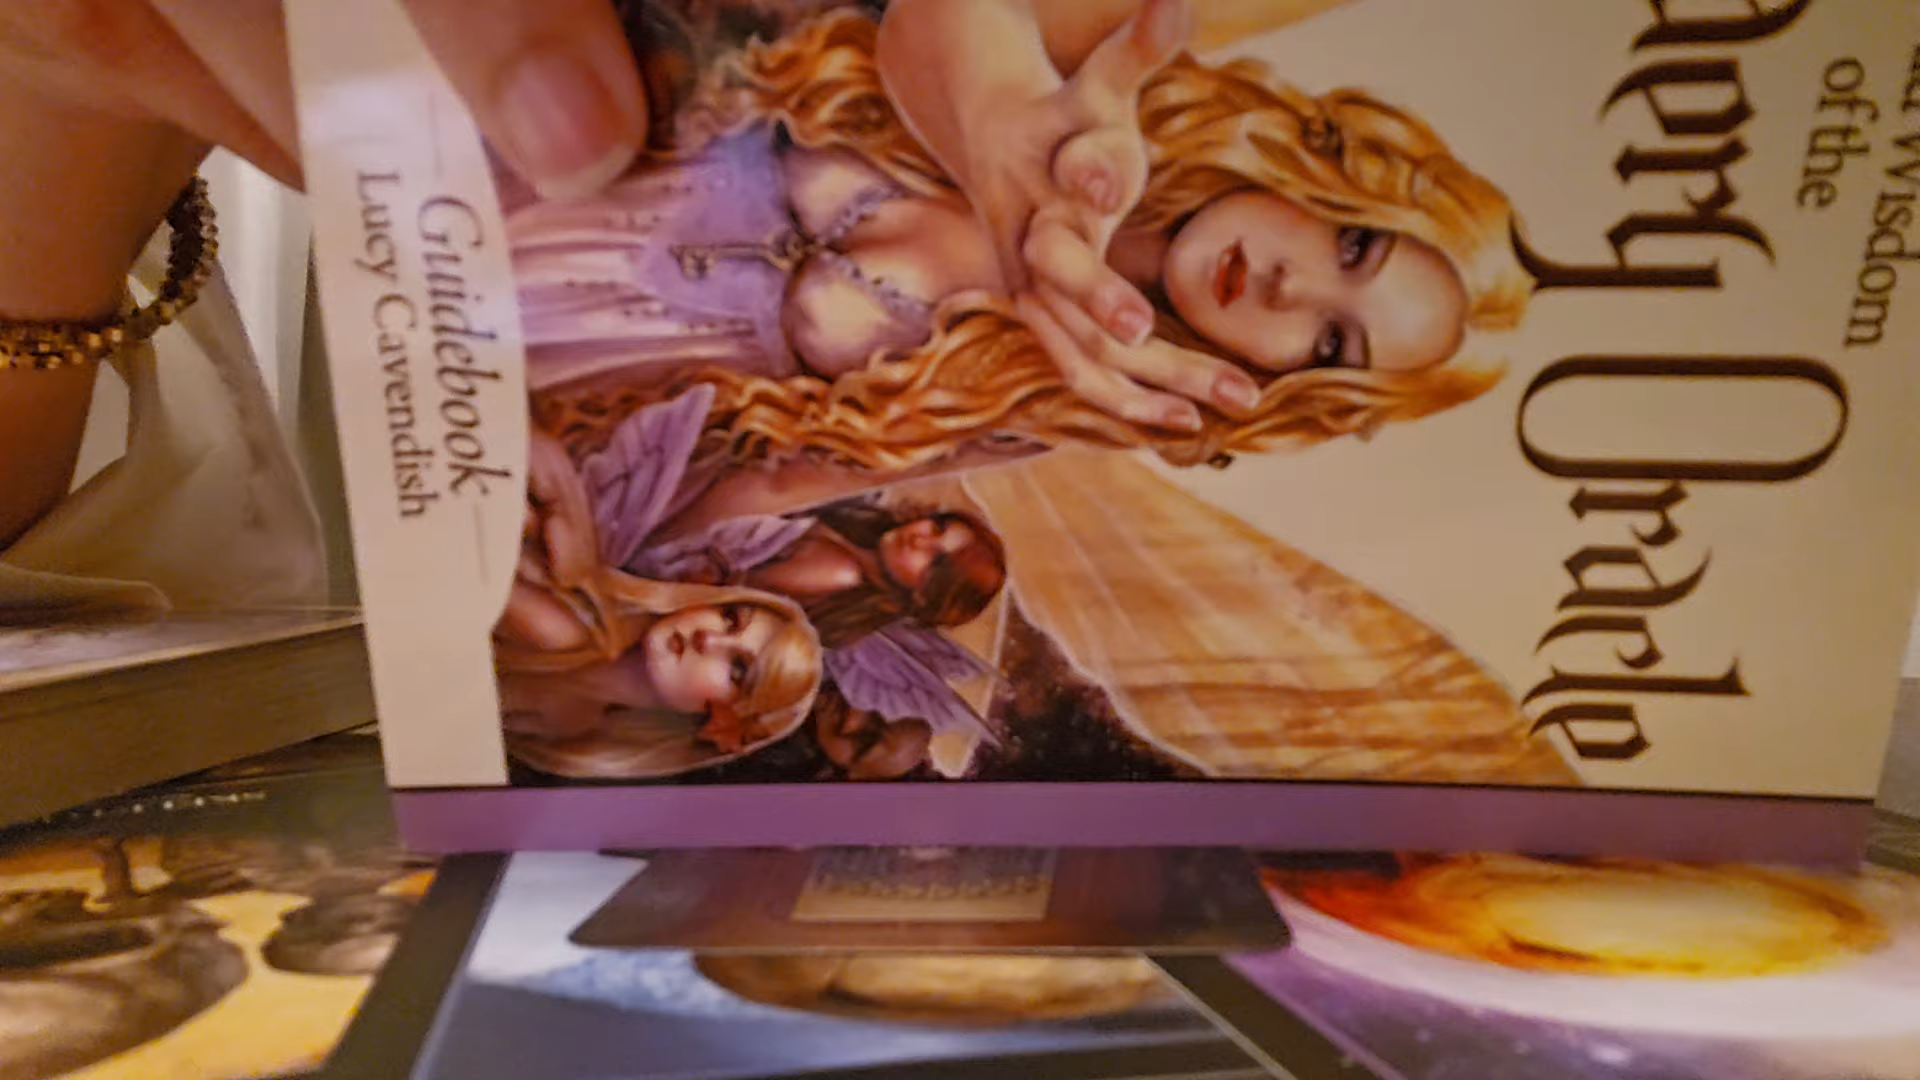 Wisdom
of the
Oracle
Guidebook
Lucy Cavendish